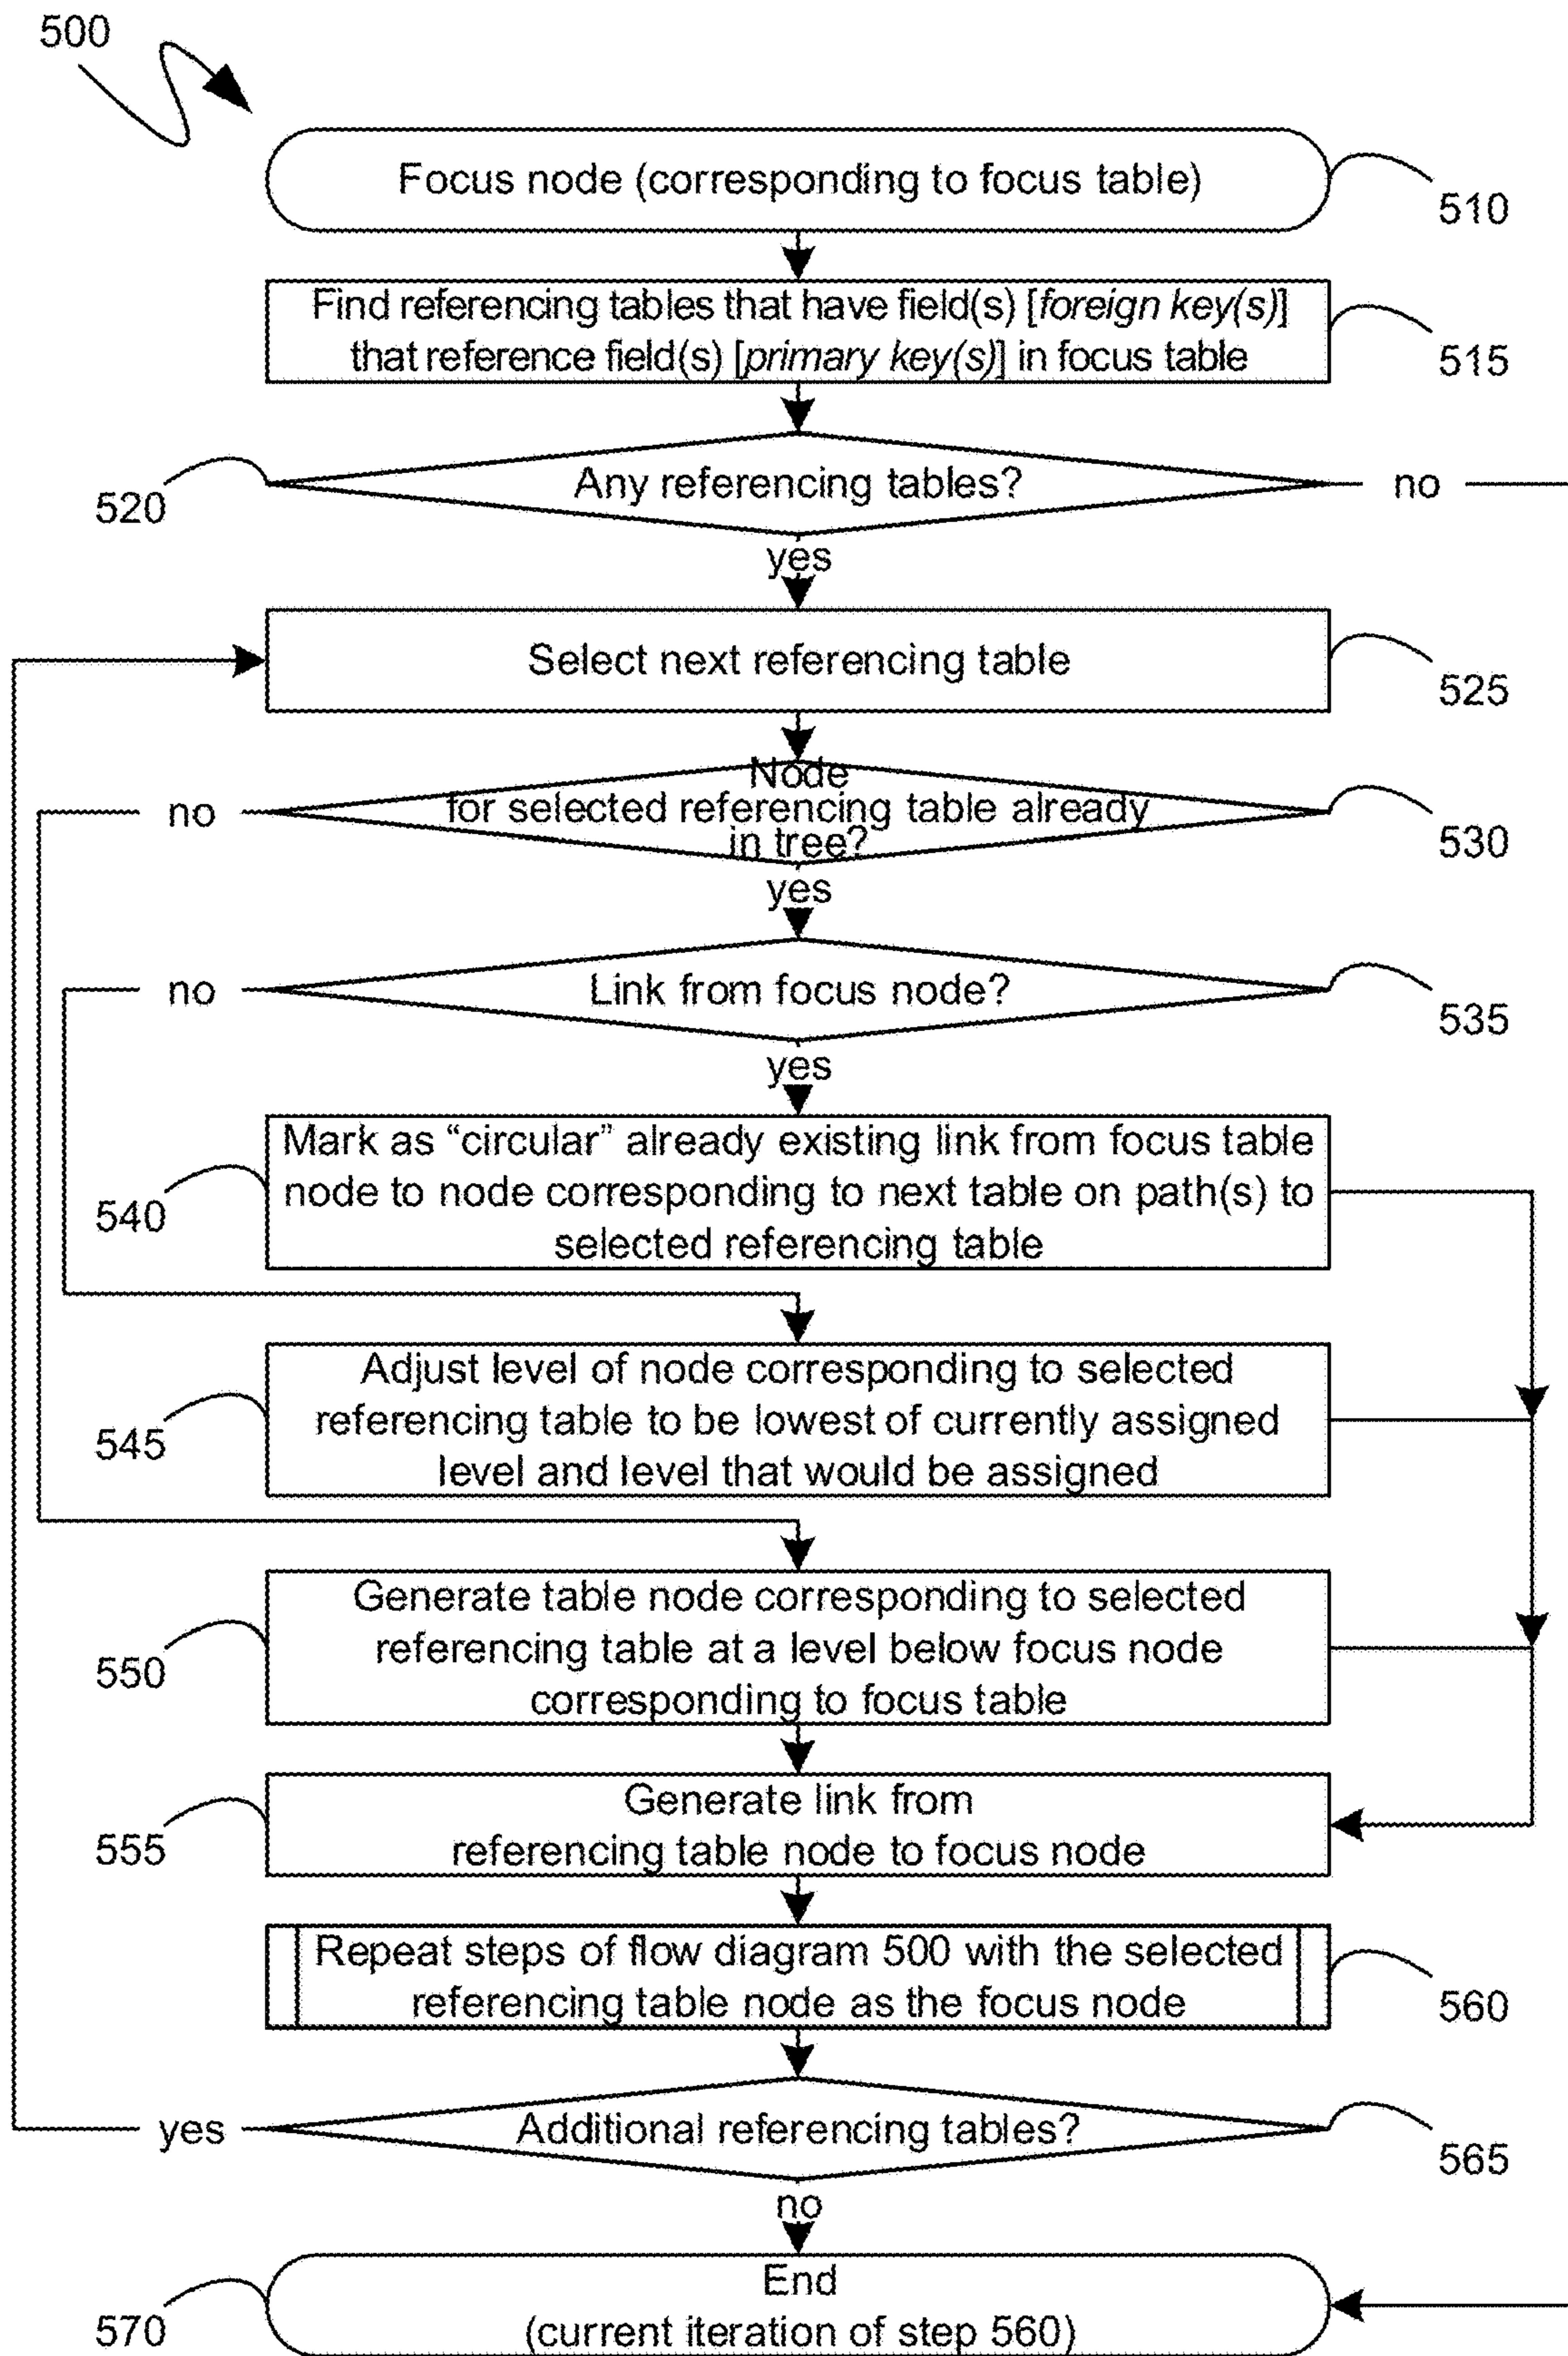 500
Focus node (corresponding to focus table)
510
Find referencing tables that have field(s) [foreign key(s)]
that reference field(s) [primary key(s)] in focus table
515
Any referencing tables?
no
520
yes
Select next referencing table
525
Node
for selected referencing table already
in tree?
no
530
yes
Link from focus node?
no
535
yes
Mark as “circular” already existing link from focus table
node to node corresponding to next table on path(s) to
selected referencing table
540
Adjust level of node corresponding to selected
referencing table to be lowest of currently assigned
level and level that would be assigned
545
Generate table node corresponding to selected
referencing table at a level below focus node
corresponding to focus table
550
Generate link from
referencing table node to focus node
555
Repeat steps of flow diagram 500 with the selected
referencing table node as the focus node
560
yes
Additional referencing tables?
565
no
End
(current iteration of step 560)
570